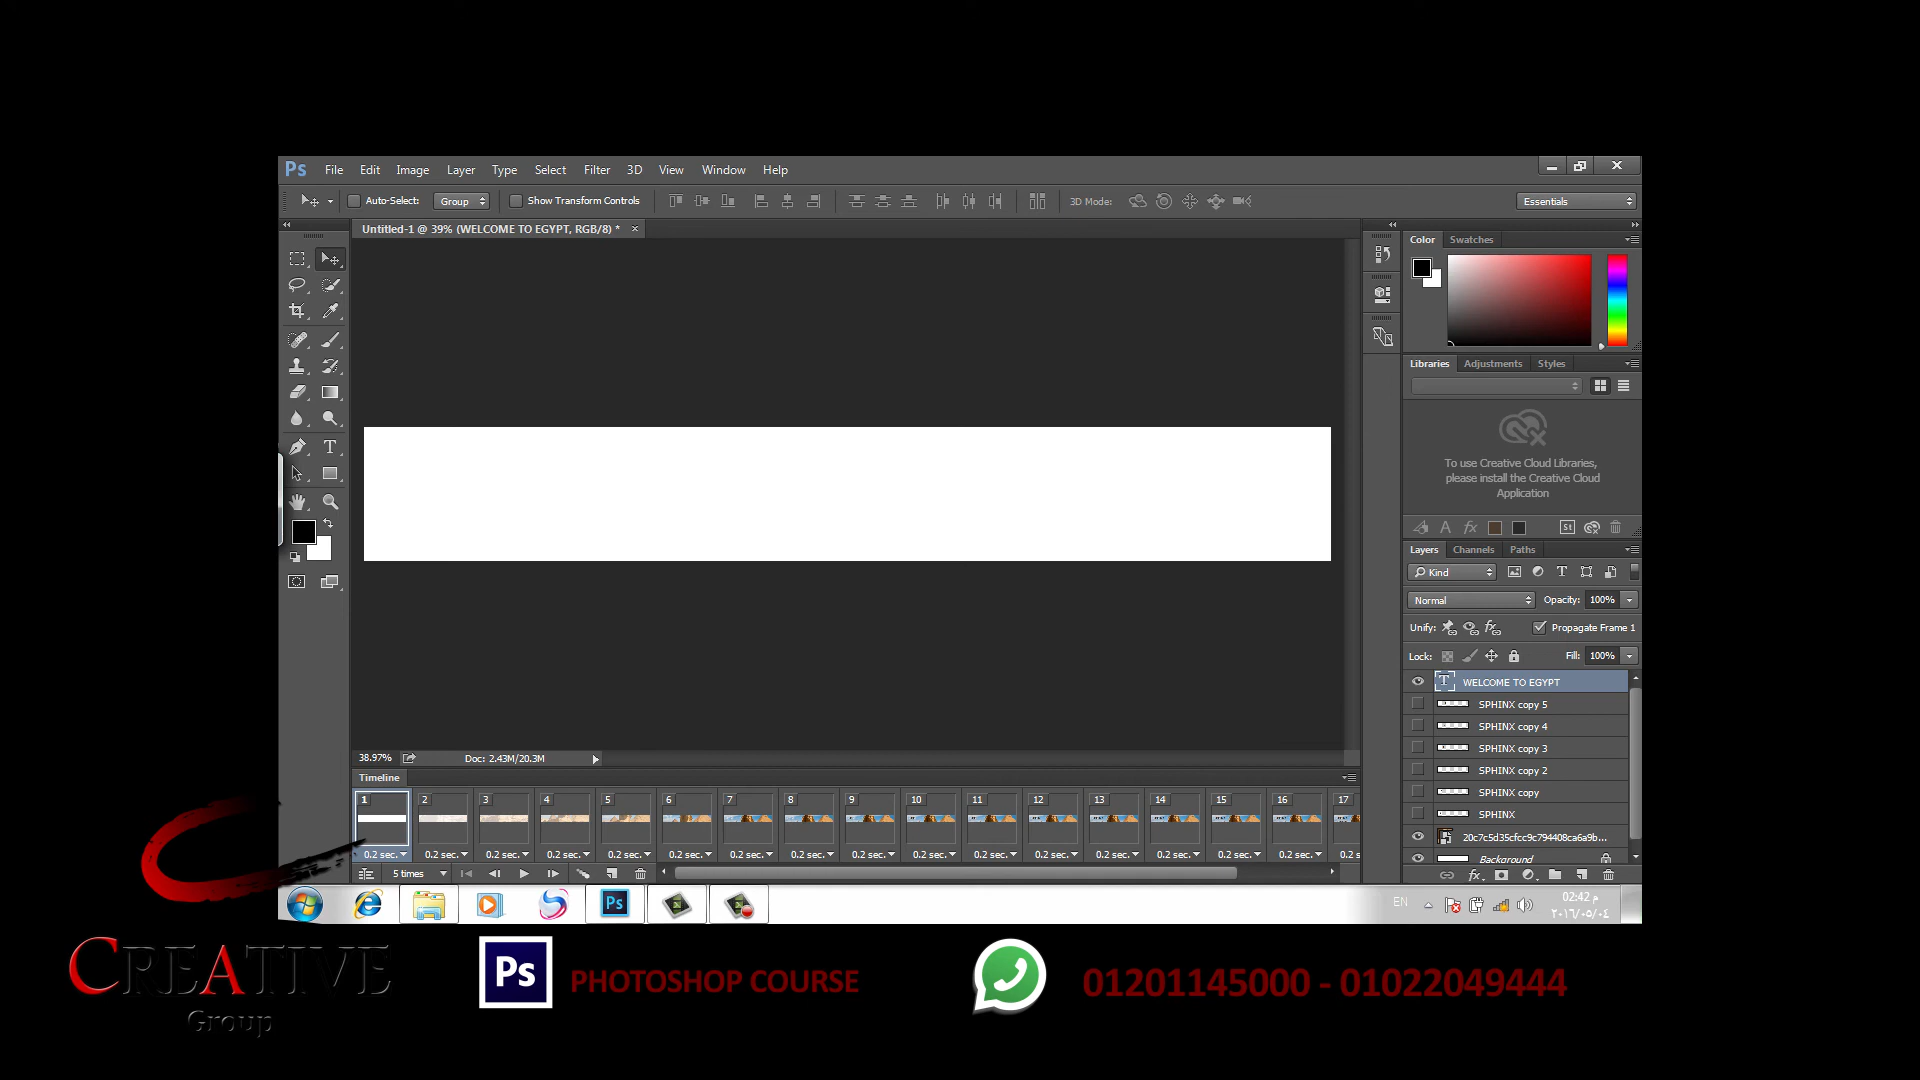 Ps File Edit Image Layer Type Select Filter 3D View Window Help
Auto-Select: Group Show Transform Controls 3D Mode: Essentials
Untitled-1 @ 39% (WELCOME TO EGYPT, RGB/8) *
Color Swatches
Libraries Adjustments Styles
To use Creative Cloud Libraries,
please install the Creative Cloud
Application
St
Layers Channels Paths
Kind
Normal Opacity: 100%
Unify: Propagate Frame 1
Lock: Fill: 100%
WELCOME TO EGYPT
SPHINX copy 5
SPHINX copy 4
SPHINX copy 3
SPHINX copy 2
SPHINX copy
SPHINX
20c7c5d35cfcc9c794408ca6a9b...
Background
38.97% Doc: 2.43M/20.3M
Timeline
1 2 3 4 5 6 7 8 9 10 11 12 13 14 15 16 17
0.2 sec. 0.2 sec. 0.2 sec. 0.2 sec. 0.2 sec. 0.2 sec. 0.2 sec. 0.2 sec. 0.2 sec. 0.2 sec. 0.2 sec. 0.2 sec. 0.2 sec. 0.2 sec. 0.2 sec. 0.2 sec. 0.2 s
5 times
Ps
EN
02:42 م
٢٠١٦/٠٥/٠٤
CREATIVE
Group
Ps PHOTOSHOP COURSE
01201145000 - 01022049444